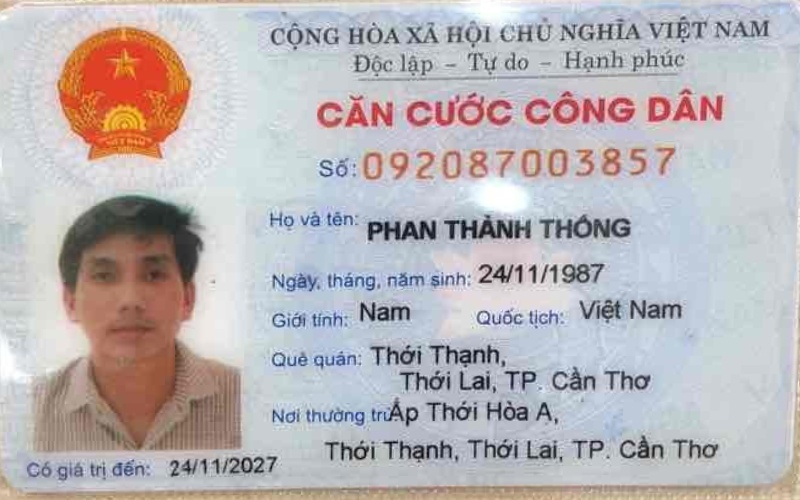 CỘNG HÒA XÃ HỘI CHỦ NGHĨA VIỆT NAM
Độc lập – Tự do – Hạnh phúc
CĂN CƯỚC CÔNG DÂN
Số: 092087003857
Họ và tên: PHAN THÀNH THÔNG
Ngày, tháng, năm sinh: 24/11/1987
Giới tính: Nam Quốc tịch: Việt Nam
Quê quán: Thới Thạnh,
Thới Lai, TP. Cần Thơ
Nơi thường trú: Ấp Thới Hòa A,
Thới Thạnh, Thới Lai, TP. Cần Thơ
Có giá trị đến: 24/11/2027